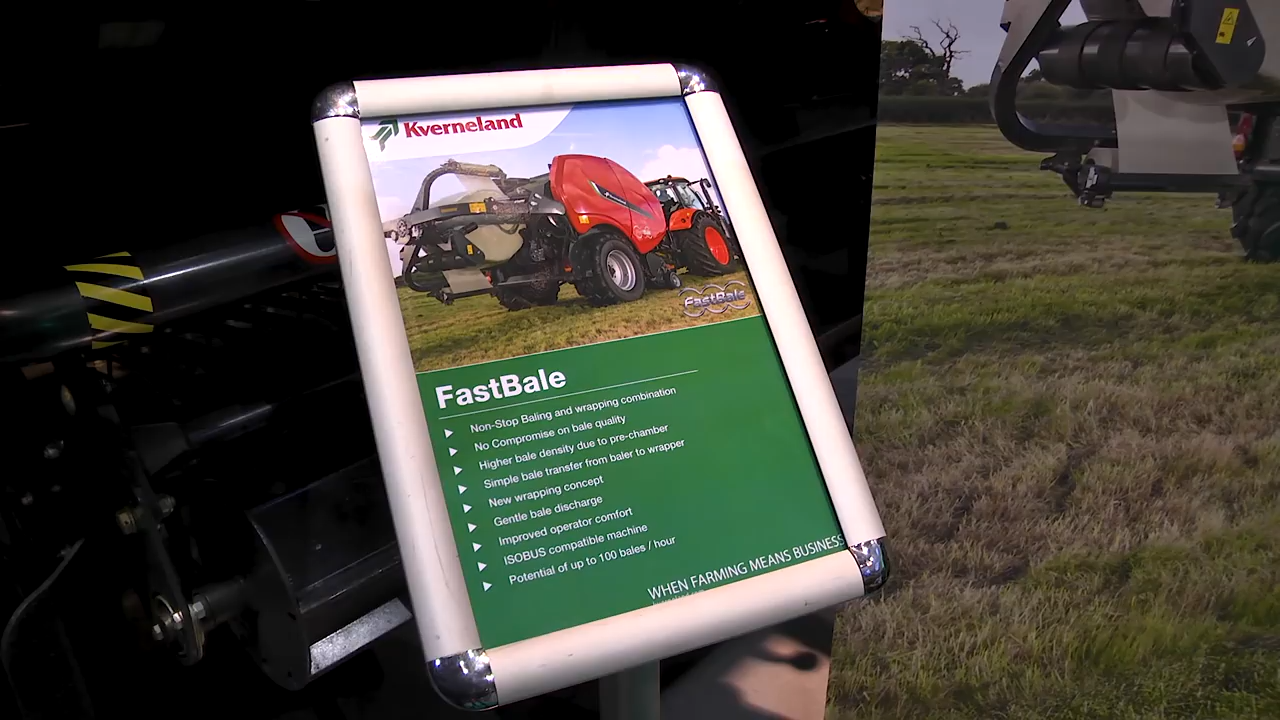 Kverneland
FastBale
FastBale
Non-Stop Baling and wrapping combination
No Compromise on bale quality
Higher bale density due to pre-chamber
Simple bale transfer from baler to wrapper
New wrapping concept
Gentle bale discharge
Improved operator comfort
ISOBUS compatible machine
Potential of up to 100 bales / hour
WHEN FARMING MEANS BUSINESS